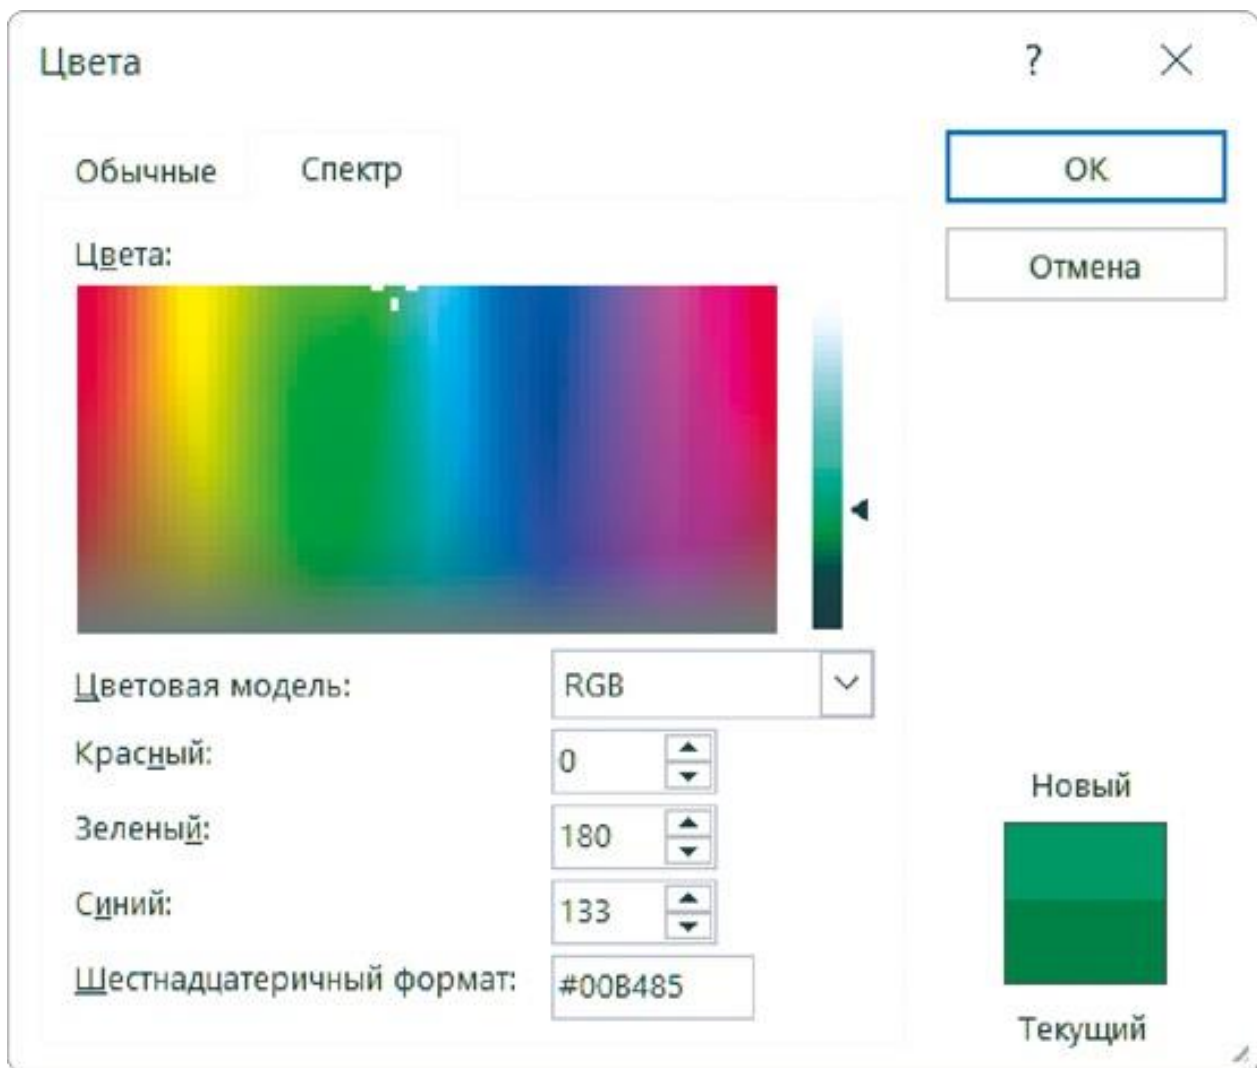 Цвета
?
Обычные
Спектр
ОК
Отмена
Цвета:
Цветовая модель:
RGB
Красный:
0
Зеленый:
180
Синий:
133
Шестнадцатеричный формат:
#00B485
Новый
Текущий